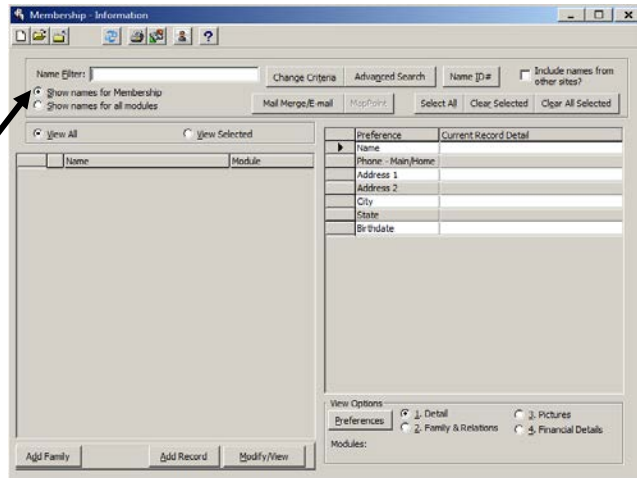 Membership - Information
Name Filter:
Change Criteria
Advanced Search
Name ID#
Include names from
other sites?
Show names for Membership
Show names for all modules
Mail Merge/E-mail
MapPoint
Select All
Clear Selected
Clear All Selected
View All
View Selected
Name Module
Preference Current Record Detail
Name
Phone - Main/Home
Address 1
Address 2
City
State
Birthdate
View Options
Preferences
1. Detail
2. Family & Relations
3. Pictures
4. Financial Details
Modules:
Add Family
Add Record
Modify/View